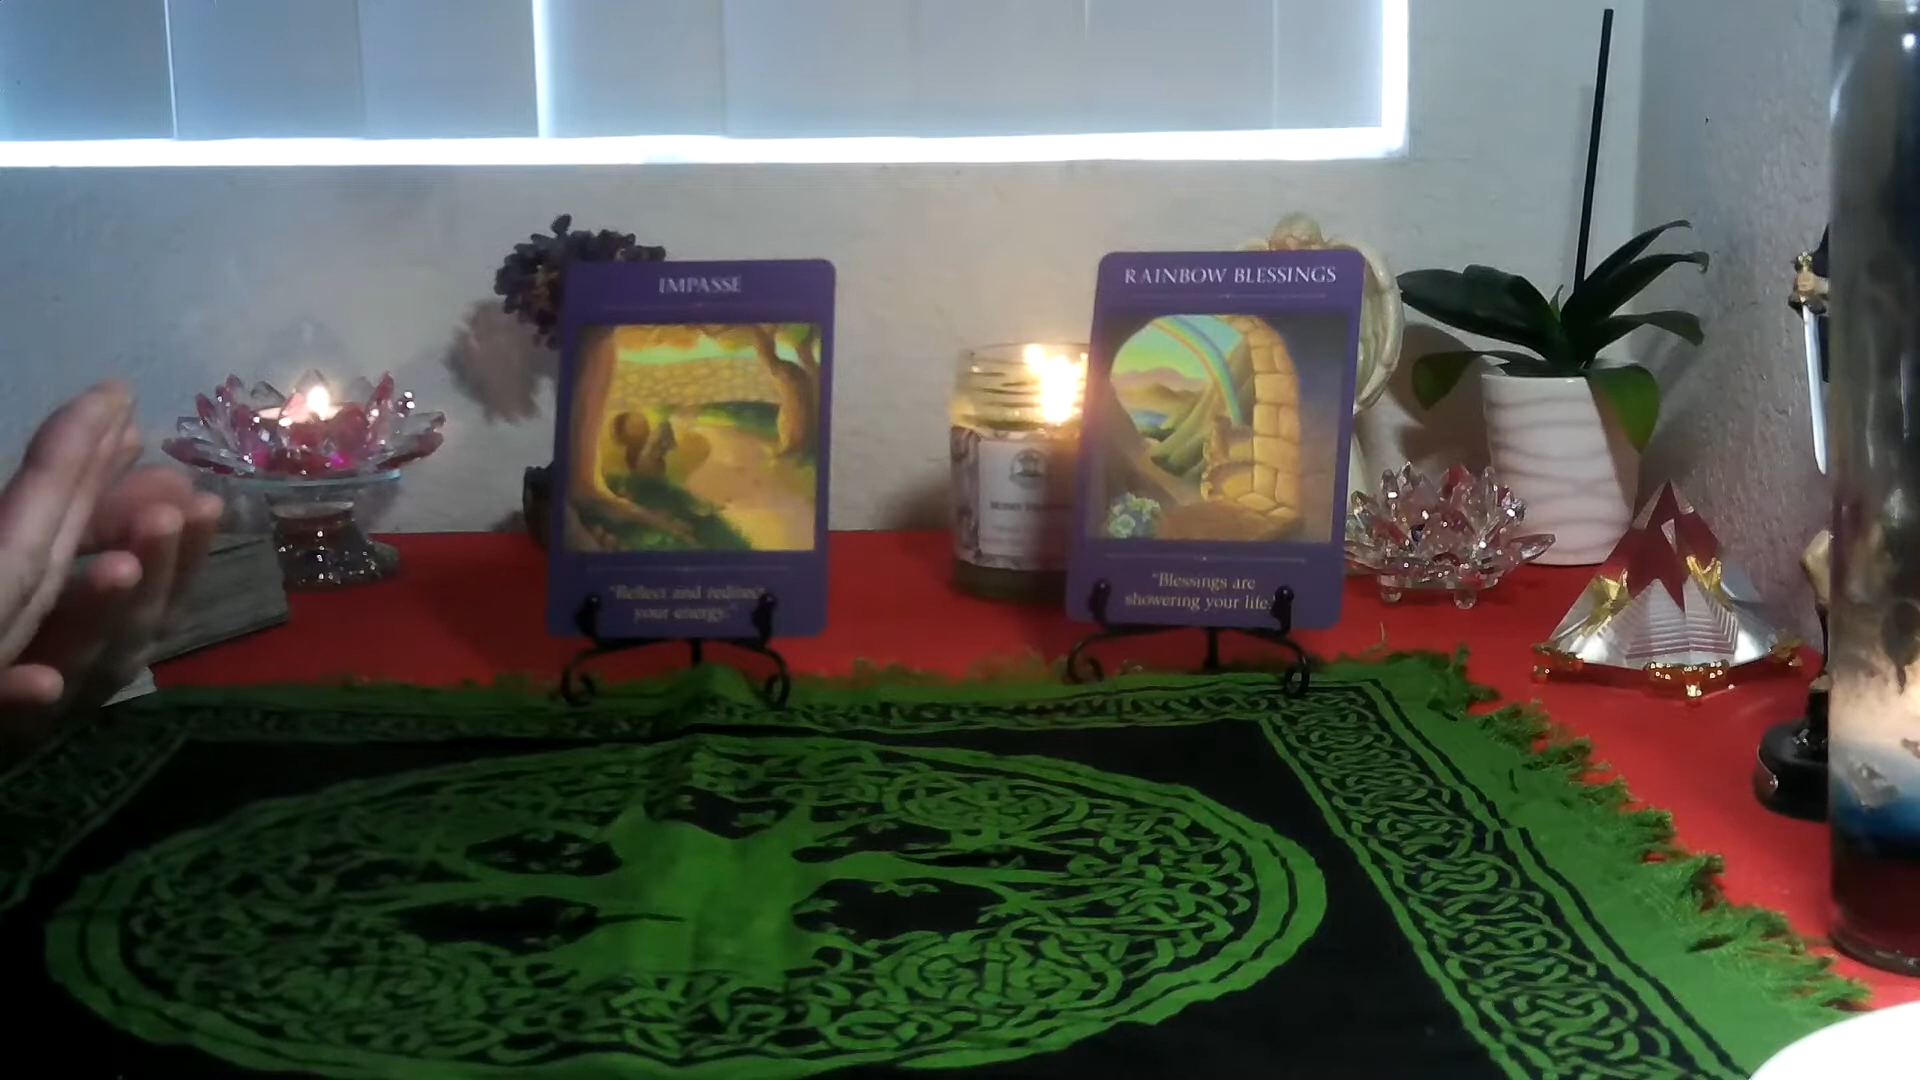 IMPASSE
"Reflect and redirect
your energy."
RAINBOW BLESSINGS
"Blessings are
showering your life."